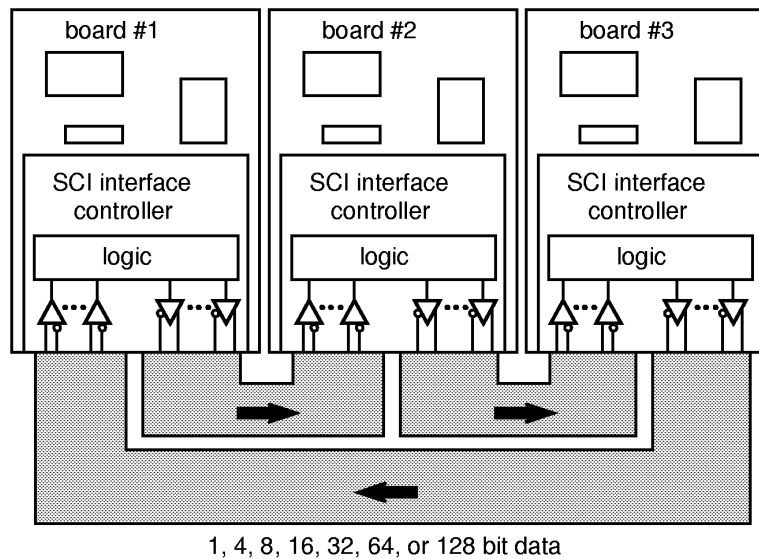 board #1
board #2
board #3
SCI interface
controller
SCI interface
controller
SCI interface
controller
logic
logic
logic
1, 4, 8, 16, 32, 64, or 128 bit data